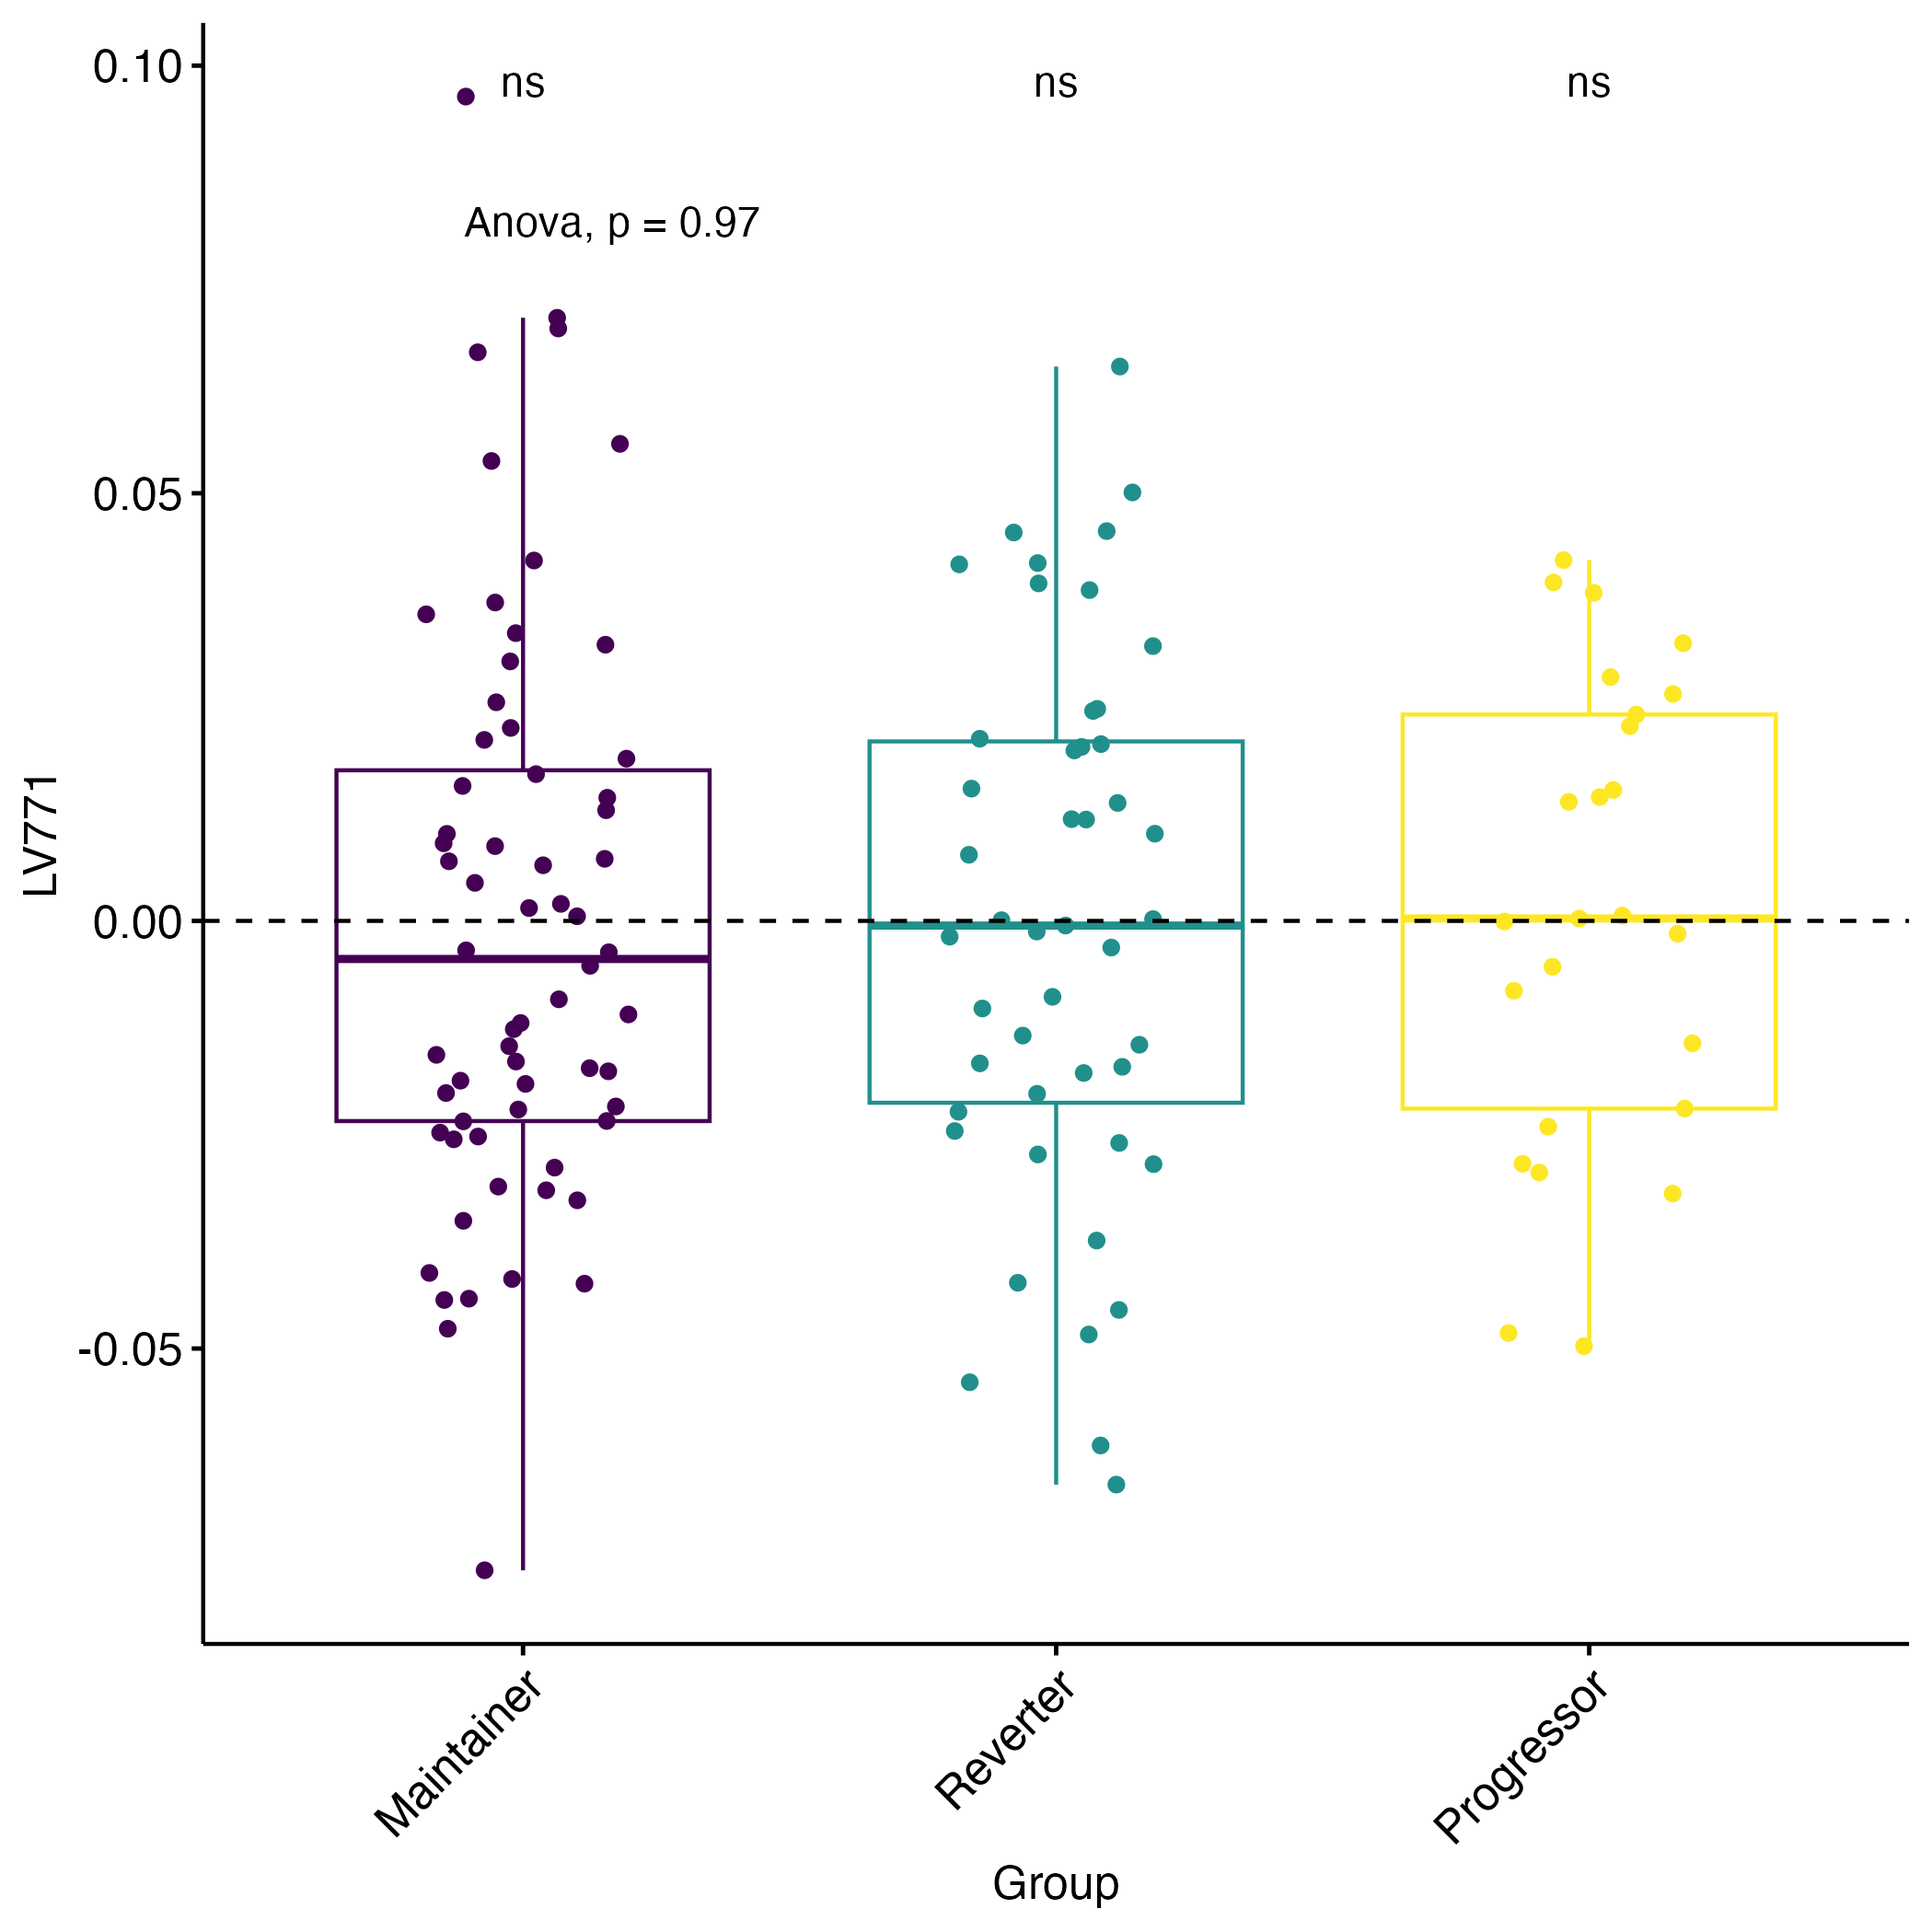 0.10
ns
ns
ns
Anova, p = 0.97
0.05
LV771
0.00
-0.05
Maintainer
Reverter
Progressor
Group